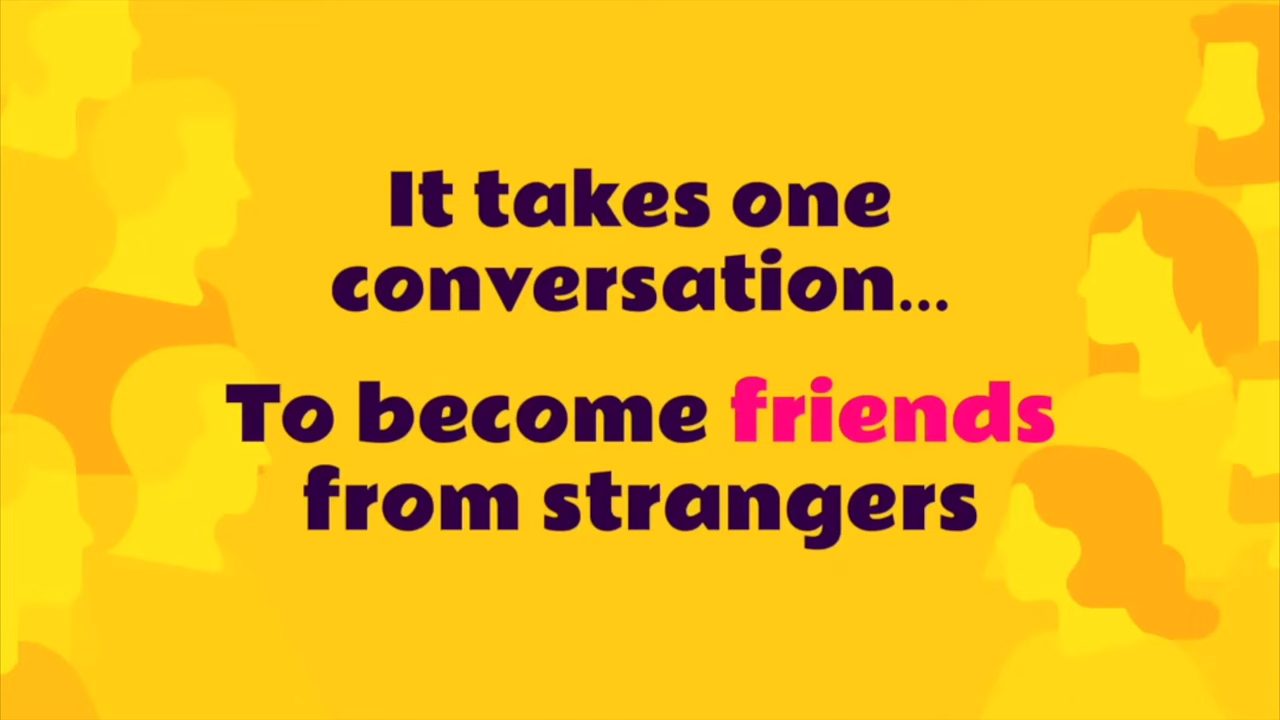 It takes one
conversation...
To become friends
from strangers